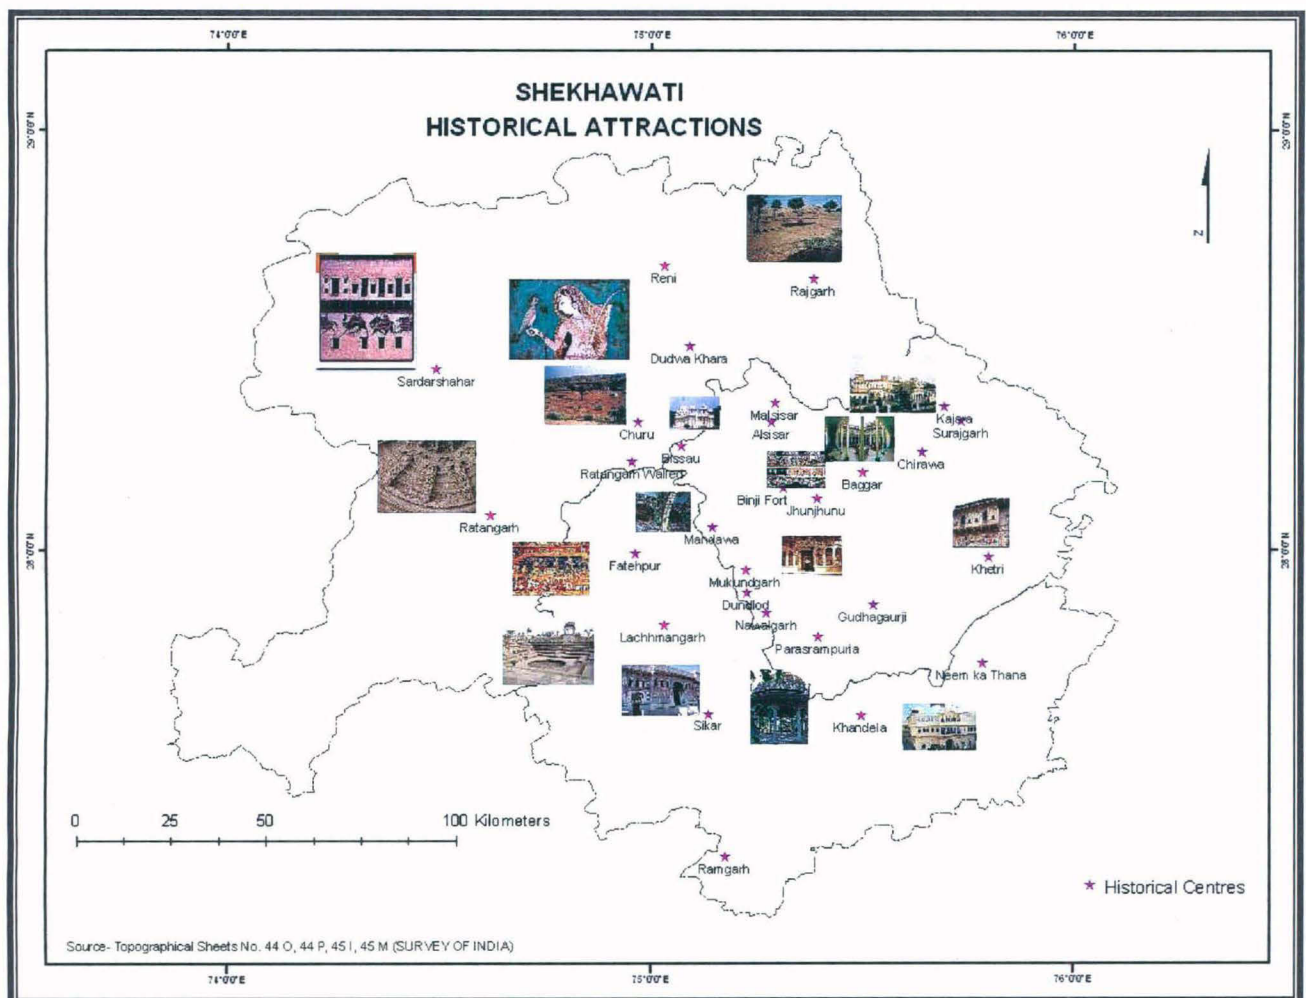 74°0'0"E 75°0'0"E 76°0'0"E
SHEKHAWATI
HISTORICAL ATTRACTIONS
29°0'0"N 29°0'0"N
N
Reni
Rajgarh
Dudwa Khara
Sardarshahar
Malsisar
Kajara
Churu
Alsisar
Surajgarh
Bissau
Chirawa
Ratangarh
Baggar
Binji Fort
Jhunjhunu
Ratangarh
Mandawa
28°0'0"N 28°0'0"N
Fatehpur
Khetri
Mukundgarh
Dundlod
Gudhagaurji
Nawalgarh
Lachhmangarh
Parasrampuria
Neem ka Thana
Sikar
Khandela
0 25 50 100 Kilometers
Ramgarh
Historical Centres
Source- Topographical Sheets No. 44 O, 44 P, 45 I, 45 M (SURVEY OF INDIA)
74°0'0"E 75°0'0"E 76°0'0"E